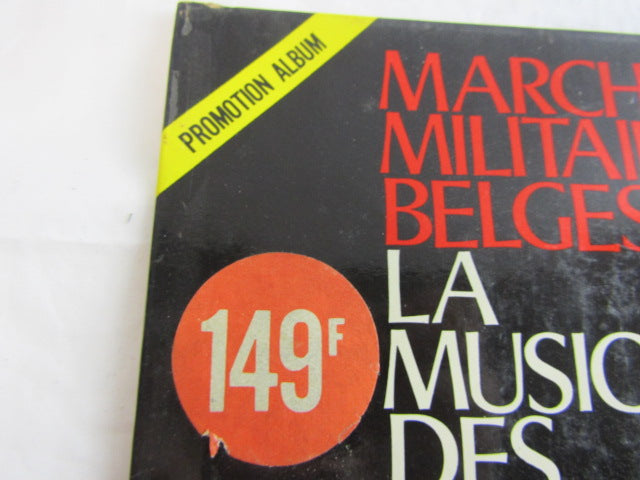 PROMOTION ALBUM
MARCH
MILITAI
BELGES
LA
MUSIC
DES
149F